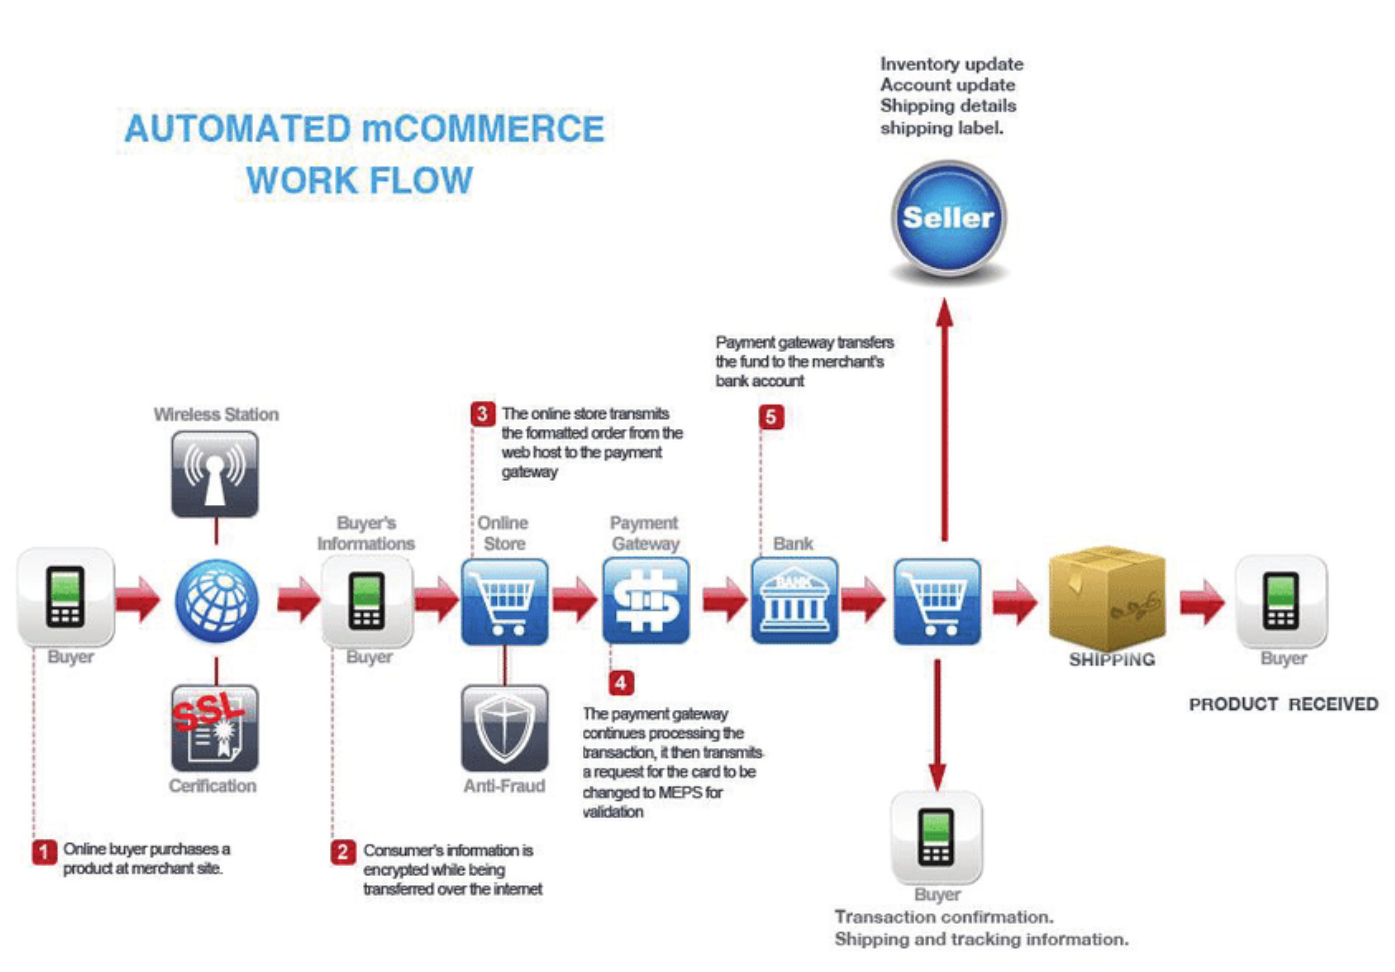 AUTOMATED mCOMMERCE
WORK FLOW
Inventory update
Account update
Shipping details
shipping label.
Seller
Payment gateway transfers
the fund to the merchant's
bank account
5
Wireless Station
3
The online store transmits
the formatted order from the
web host to the payment
gateway
Buyer's
Informations
Online
Store
Payment
Gateway
Bank
BANK
Buyer
Buyer
SHIPPING
Buyer
PRODUCT RECEIVED
SSL
Cerification
Anti-Fraud
4
The payment gateway
continues processing the
transaction, it then transmits
a request for the card to be
changed to MEPS for
validation
1
Online buyer purchases a
product at merchant site.
2
Consumer's information is
encrypted while being
transferred over the internet
Buyer
Transaction confirmation.
Shipping and tracking information.